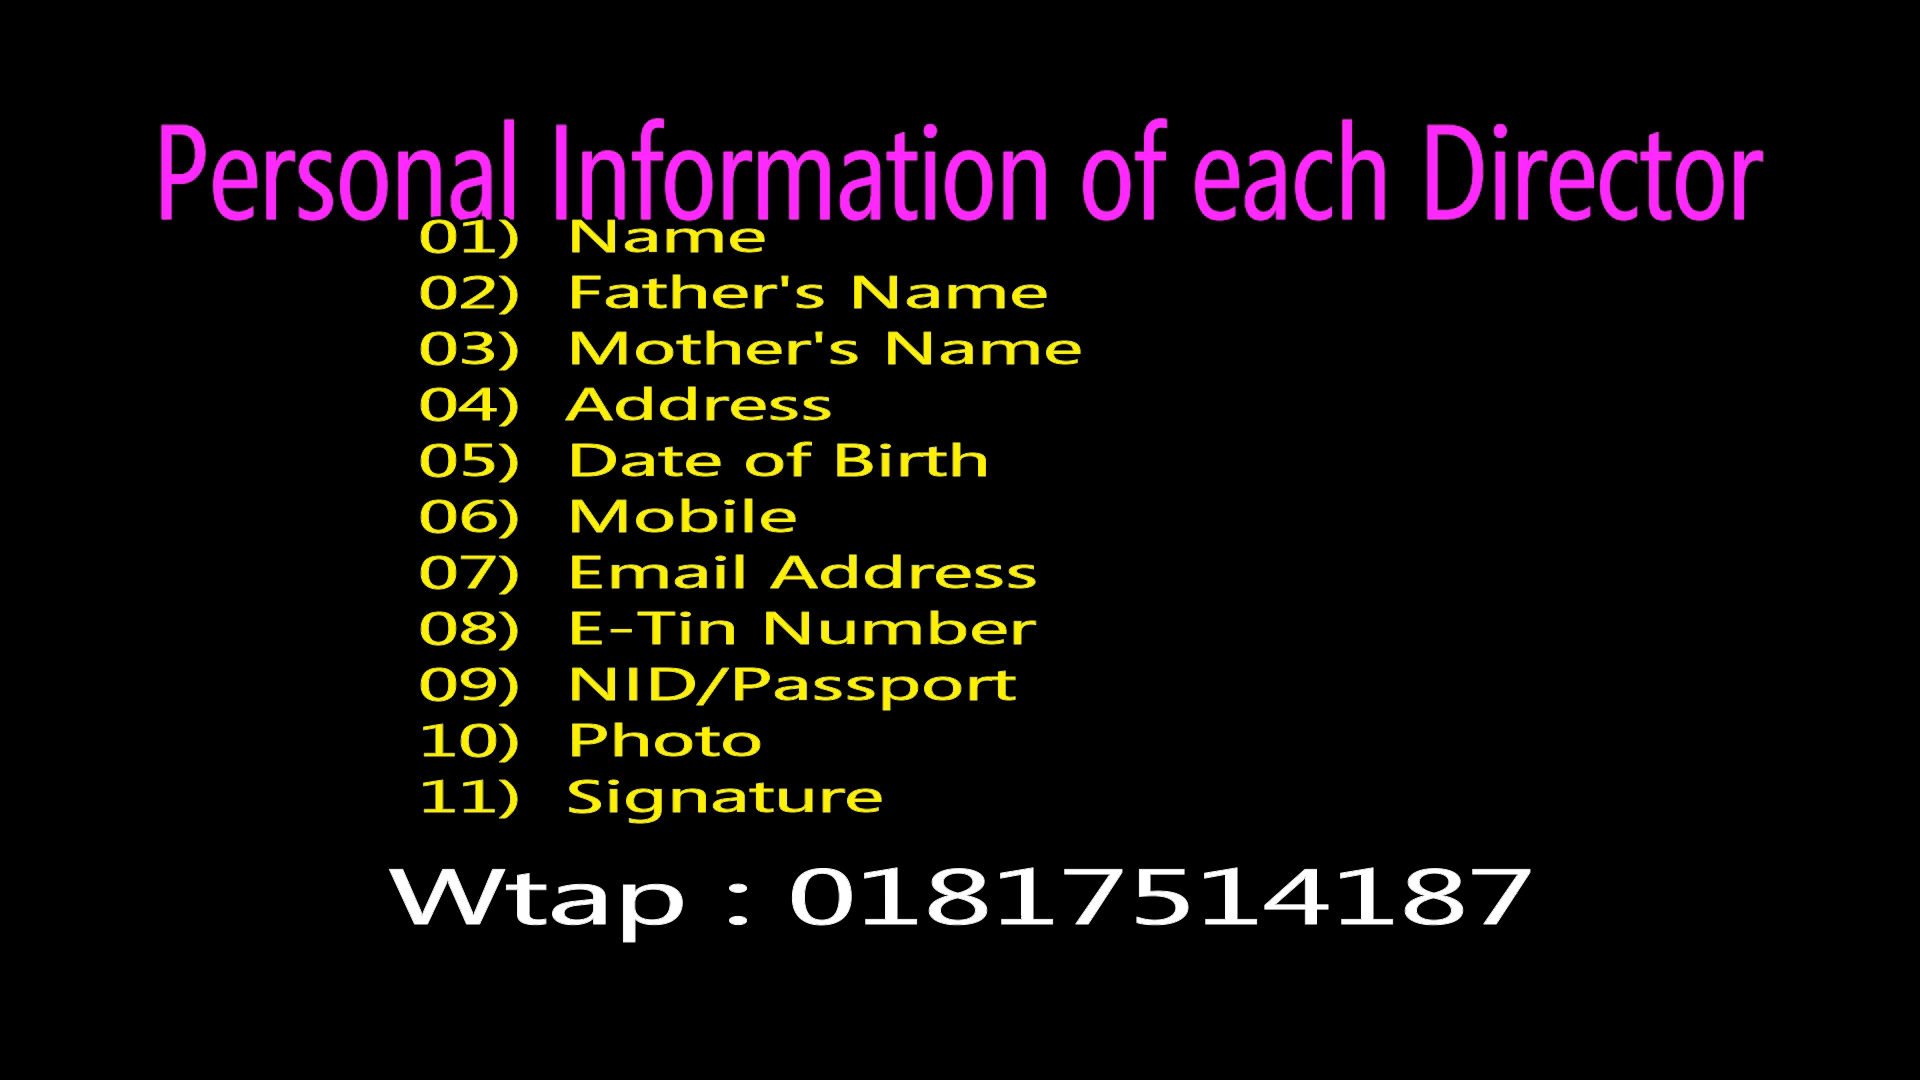 Personal Information of each Director
01) Name
02) Father's Name
03) Mother's Name
04) Address
05) Date of Birth
06) Mobile
07) Email Address
08) E-Tin Number
09) NID/Passport
10) Photo
11) Signature
Wtap : 01817514187